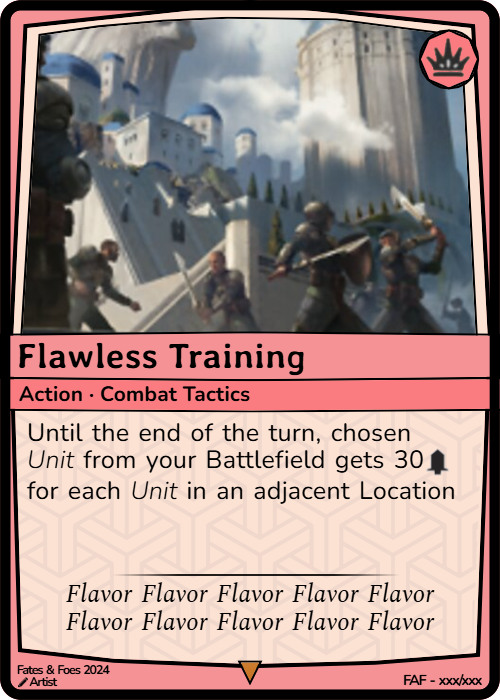 Flawless Training
Action · Combat Tactics
Until the end of the turn, chosen
Unit from your Battlefield gets 30
for each Unit in an adjacent Location
Flavor Flavor Flavor Flavor Flavor
Flavor Flavor Flavor Flavor Flavor
Fates & Foes 2024
Artist
FAF - xxx/xxx